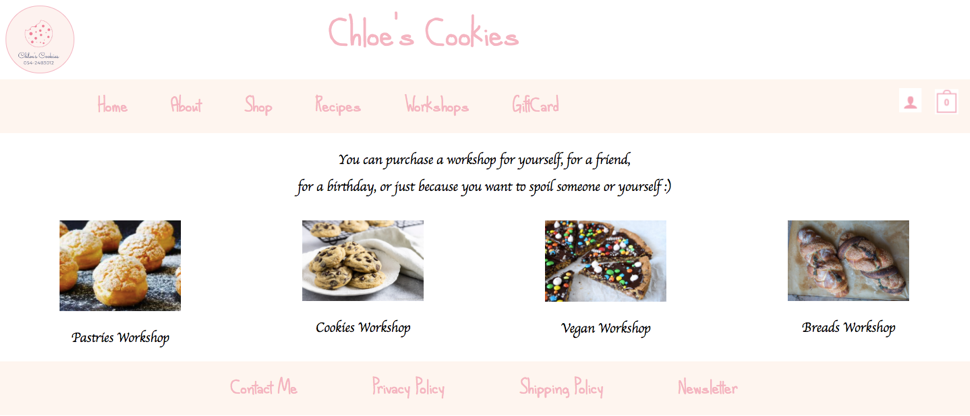 Chloe's Cookies
Chloe's Cookies
Home About Shop Recipes Workshops GiftCard
0
You can purchase a workshop for yourself, for a friend,
for a birthday, or just because you want to spoil someone or yourself :)
Pastries Workshop
Cookies Workshop
Vegan Workshop
Breads Workshop
Contact Me Privacy Policy Shipping Policy Newsletter